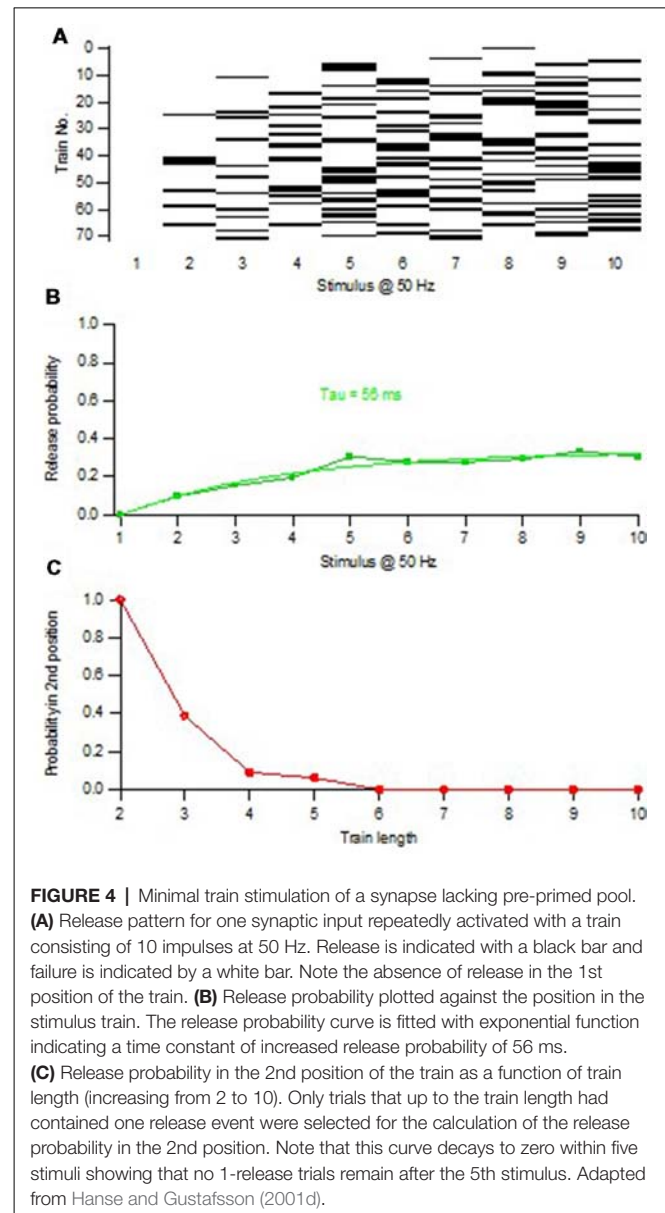 A
0
10
20
30
40
50
60
70
Train No.
1 2 3 4 5 6 7 8 9 10
Stimulus @ 50 Hz
B
1.0
0.8
0.6
0.4
0.2
0.0
Release probability
Tau = 56 ms
1 2 3 4 5 6 7 8 9 10
Stimulus @ 50 Hz
C
1.0
0.8
0.6
0.4
0.2
0.0
Probability in 2nd position
2 3 4 5 6 7 8 9 10
Train length
FIGURE 4 | Minimal train stimulation of a synapse lacking pre-primed pool.
(A) Release pattern for one synaptic input repeatedly activated with a train
consisting of 10 impulses at 50 Hz. Release is indicated with a black bar and
failure is indicated by a white bar. Note the absence of release in the 1st
position of the train. (B) Release probability plotted against the position in the
stimulus train. The release probability curve is fitted with exponential function
indicating a time constant of increased release probability of 56 ms.
(C) Release probability in the 2nd position of the train as a function of train
length (increasing from 2 to 10). Only trials that up to the train length had
contained one release event were selected for the calculation of the release
probability in the 2nd position. Note that this curve decays to zero within five
stimuli showing that no 1-release trials remain after the 5th stimulus. Adapted
from Hanse and Gustafsson (2001d).